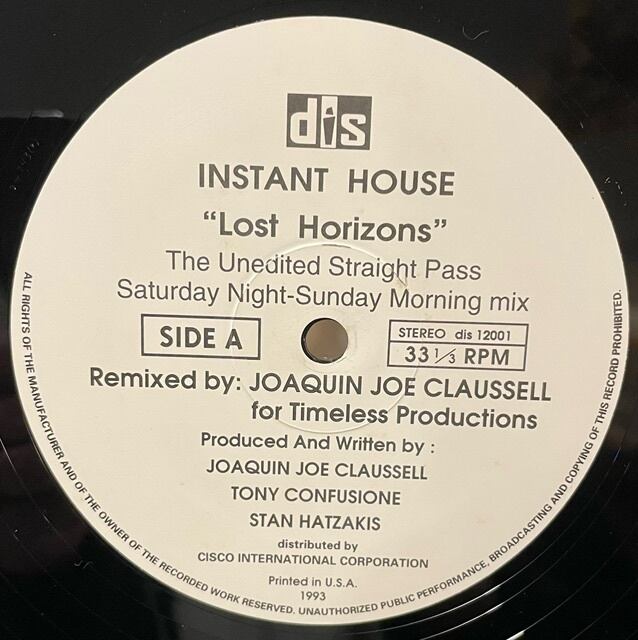 dis
INSTANT HOUSE
“Lost Horizons”
The Unedited Straight Pass
Saturday Night-Sunday Morning mix
SIDE A
STEREO dis 12001
33 1/3 RPM
Remixed by: JOAQUIN JOE CLAUSSELL
for Timeless Productions
Produced And Written by :
JOAQUIN JOE CLAUSSELL
TONY CONFUSIONE
STAN HATZAKIS
distributed by
CISCO INTERNATIONAL CORPORATION
Printed in U.S.A.
1993
ALL RIGHTS OF THE MANUFACTURER AND OF THE OWNER OF THE RECORDED WORK RESERVED. UNAUTHORIZED PUBLIC PERFORMANCE, BROADCASTING AND COPYING OF THIS RECORD PROHIBITED.